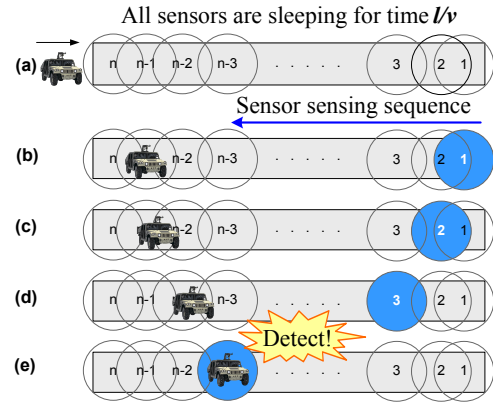 All sensors are sleeping for time l/v
(a) n n-1 n-2 n-3 . . . . . 3 2 1
Sensor sensing sequence
(b) n n-2 n-3 . . . . . 3 2 1
(c) n n-2 n-3 . . . . . 3 2 1
(d) n n-1 n-3 . . . . . 3 2 1
Detect!
(e) n n-1 n-2 . . . . . 3 2 1